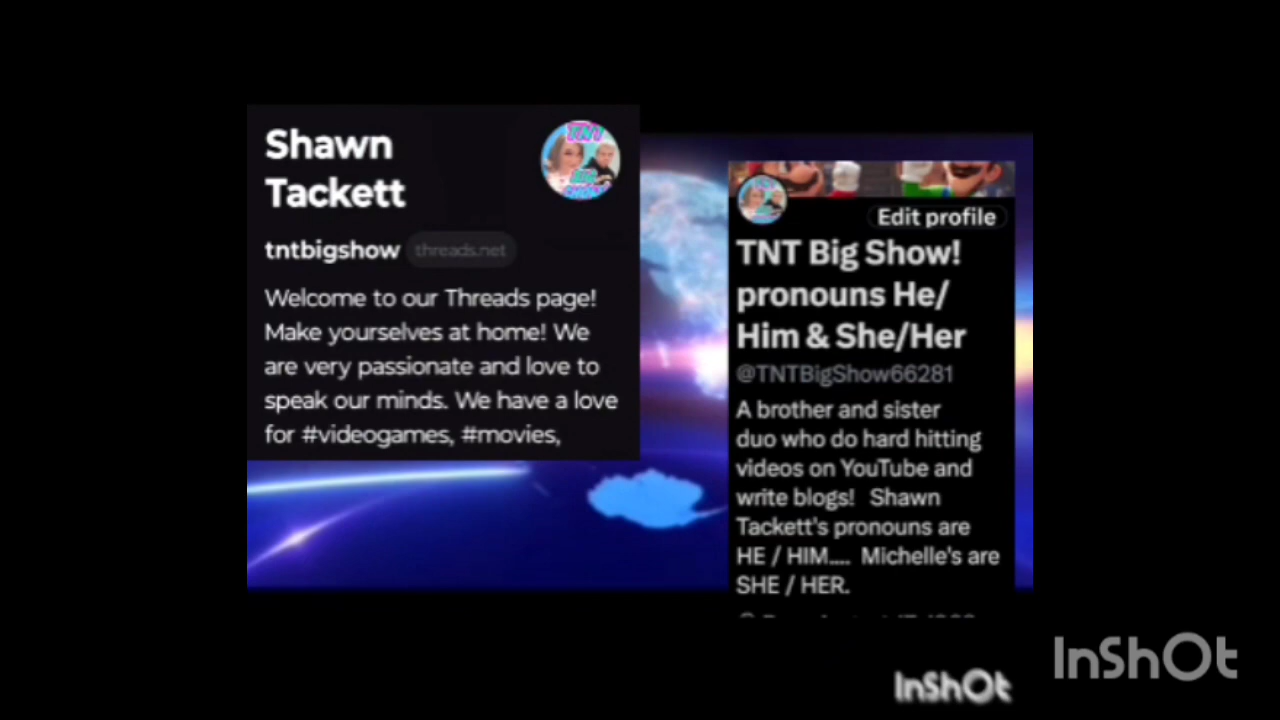 Shawn
Tackett
TNT
BIG
SHOW
tntbigshow threads.net
Welcome to our Threads page!
Make yourselves at home! We
are very passionate and love to
speak our minds. We have a love
for #videogames, #movies,
Edit profile
TNT Big Show!
pronouns He/
Him & She/Her
@TNTBigShow66281
A brother and sister
duo who do hard hitting
videos on YouTube and
write blogs! Shawn
Tackett's pronouns are
HE / HIM.... Michelle's are
SHE / HER.
InShOt
InShOt